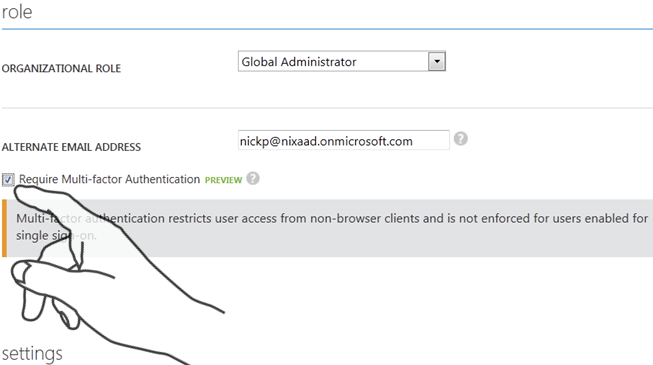 role
ORGANIZATIONAL ROLE
Global Administrator
ALTERNATE EMAIL ADDRESS
nickp@nixaad.onmicrosoft.com
?
Require Multi-factor Authentication PREVIEW ?
Multi-factor authentication restricts user access from non-browser clients and is not enforced for users enabled for
single sign-on.
settings